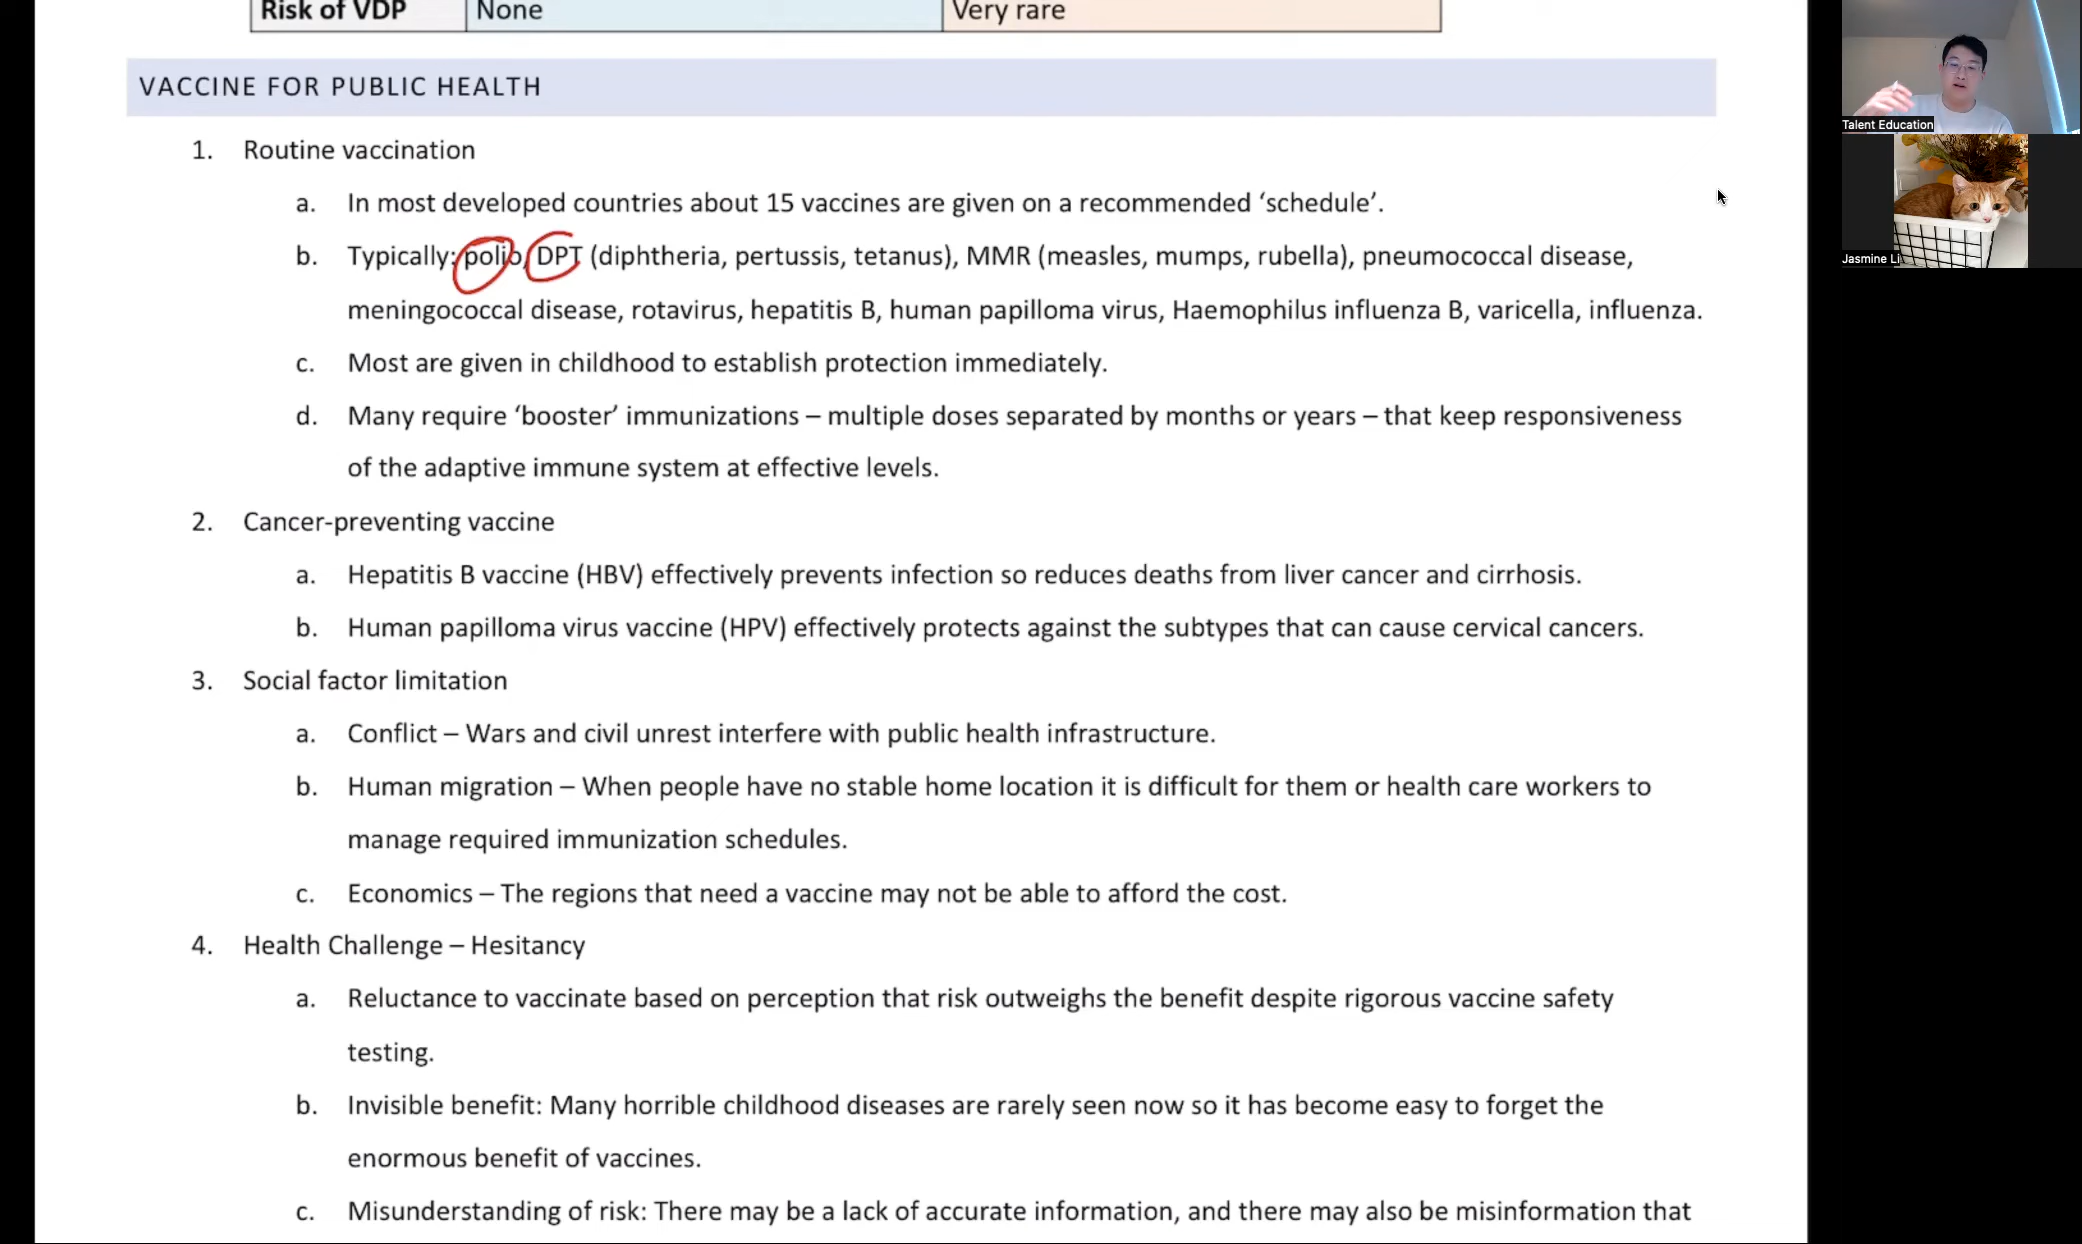 Risk of VDP None Very rare
VACCINE FOR PUBLIC HEALTH
1. Routine vaccination
a. In most developed countries about 15 vaccines are given on a recommended ‘schedule’.
b. Typically: polio, DPT (diphtheria, pertussis, tetanus), MMR (measles, mumps, rubella), pneumococcal disease,
meningococcal disease, rotavirus, hepatitis B, human papilloma virus, Haemophilus influenza B, varicella, influenza.
c. Most are given in childhood to establish protection immediately.
d. Many require ‘booster’ immunizations – multiple doses separated by months or years – that keep responsiveness
of the adaptive immune system at effective levels.
2. Cancer-preventing vaccine
a. Hepatitis B vaccine (HBV) effectively prevents infection so reduces deaths from liver cancer and cirrhosis.
b. Human papilloma virus vaccine (HPV) effectively protects against the subtypes that can cause cervical cancers.
3. Social factor limitation
a. Conflict – Wars and civil unrest interfere with public health infrastructure.
b. Human migration – When people have no stable home location it is difficult for them or health care workers to
manage required immunization schedules.
c. Economics – The regions that need a vaccine may not be able to afford the cost.
4. Health Challenge – Hesitancy
a. Reluctance to vaccinate based on perception that risk outweighs the benefit despite rigorous vaccine safety
testing.
b. Invisible benefit: Many horrible childhood diseases are rarely seen now so it has become easy to forget the
enormous benefit of vaccines.
c. Misunderstanding of risk: There may be a lack of accurate information, and there may also be misinformation that
Talent Education
Jasmine Li